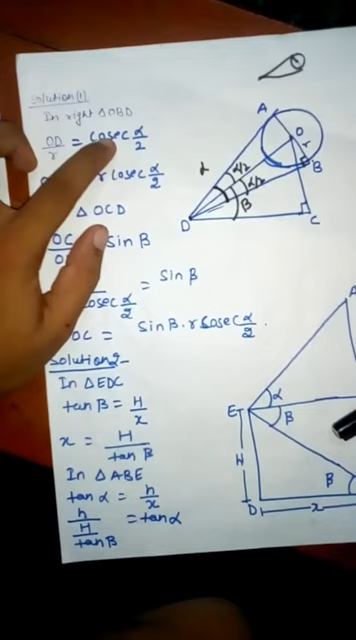 Solution(1)
In right △OBD
OD/r = Cosec α/2
r cosec α/2
△ OCD
OC sin β
cosec α/2 = sin β
OC = sin β. r Cosec α/2.
Solution 2-
In △EDC
tan β = H/x
x = H/tan β
In △ABE
tan α = h/x
h/(H/tan β) = tan α
A
O
r
B
C
D
α
α/2
α/2
β
A
E
α
β
H
D
x
β